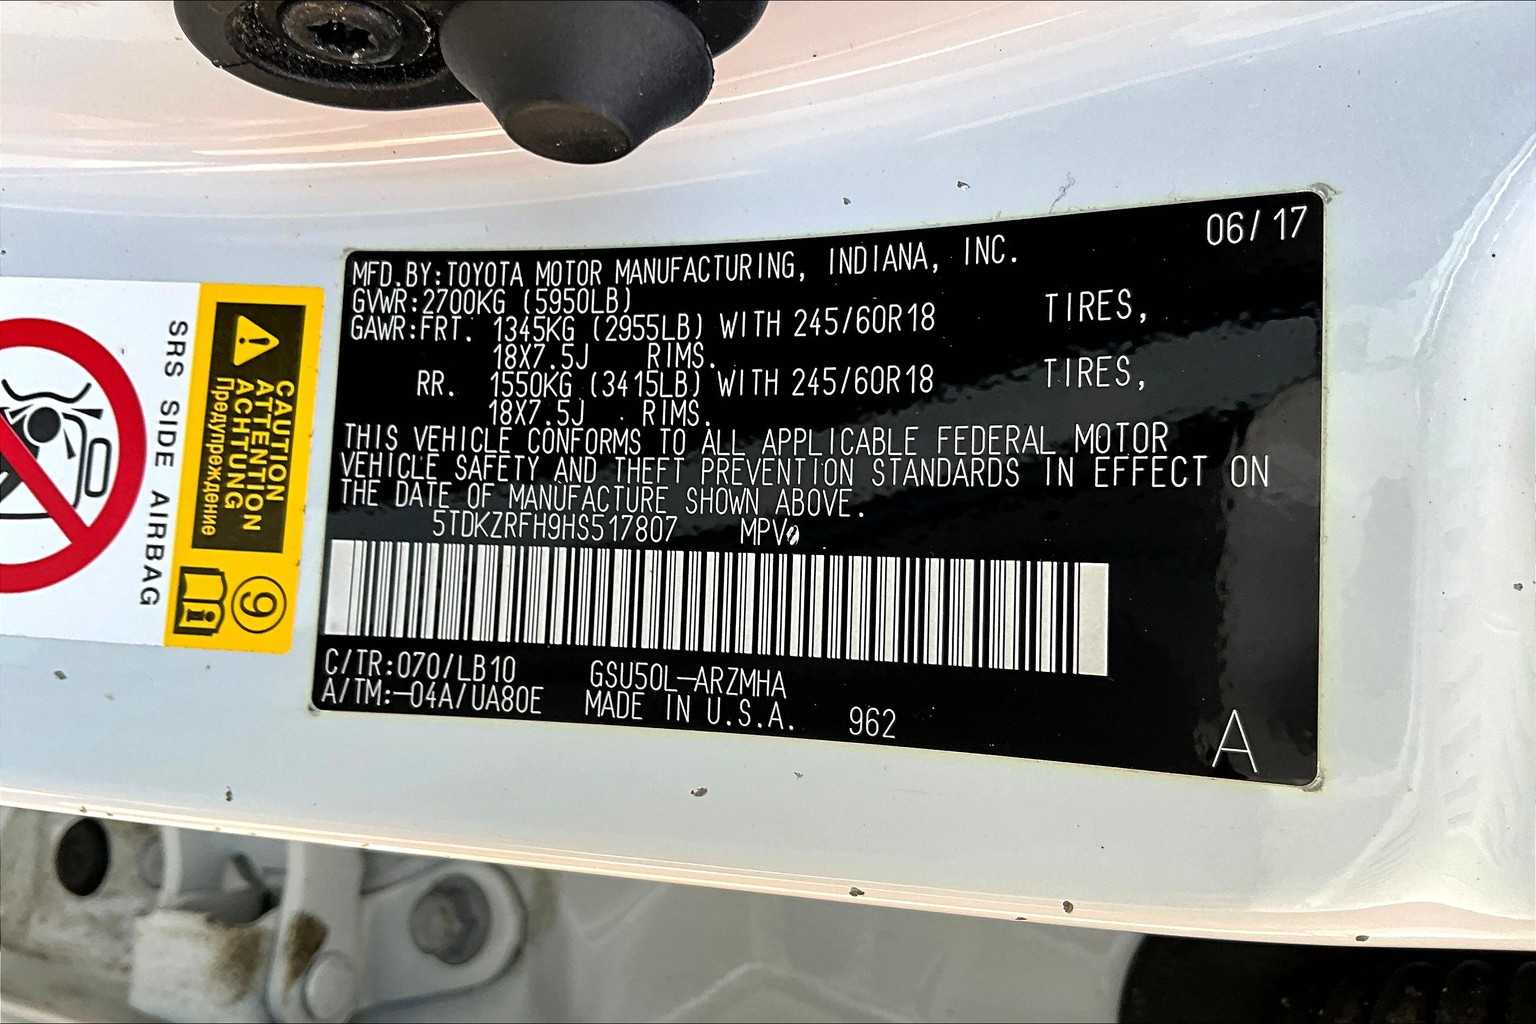 06/17
MFD.BY:TOYOTA MOTOR MANUFACTURING, INDIANA, INC.
GVWR:2700KG (5950LB)
GAWR:FRT. 1345KG (2955LB) WITH 245/60R18 TIRES,
18X7.5J RIMS.
RR. 1550KG (3415LB) WITH 245/60R18 TIRES,
18X7.5J RIMS.
THIS VEHICLE CONFORMS TO ALL APPLICABLE FEDERAL MOTOR
VEHICLE SAFETY AND THEFT PREVENTION STANDARDS IN EFFECT ON
THE DATE OF MANUFACTURE SHOWN ABOVE.
5TDKZRFH9HS517807 MPV
C/TR:070/LB10 GSU50L-ARZMHA
A/TM:-04A/UA80E MADE IN U.S.A. 962
A
CAUTION
ATTENTION
ACHTUNG
Предупреждение
9
i
SRS SIDE AIRBAG